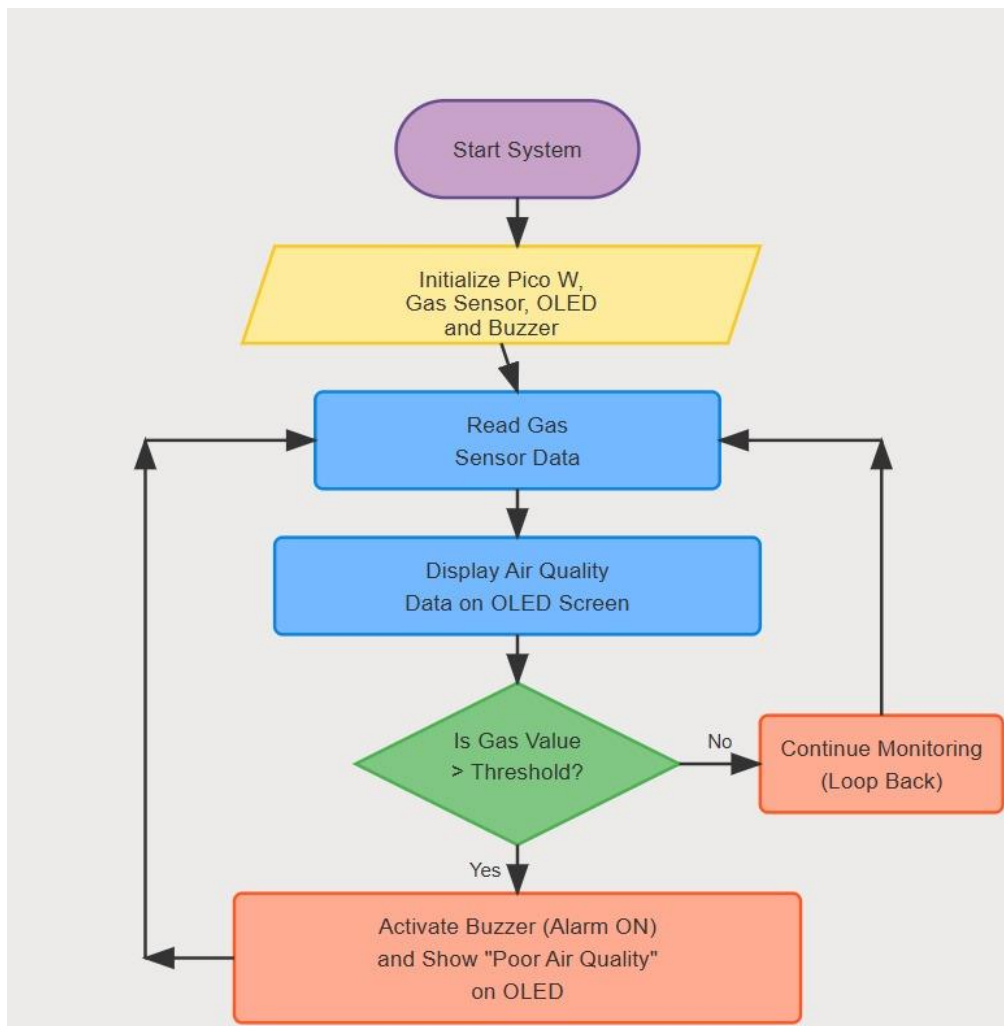 Start System
Initialize Pico W,
Gas Sensor, OLED
and Buzzer
Read Gas
Sensor Data
Display Air Quality
Data on OLED Screen
Is Gas Value
> Threshold?
No
Continue Monitoring
(Loop Back)
Yes
Activate Buzzer (Alarm ON)
and Show "Poor Air Quality"
on OLED